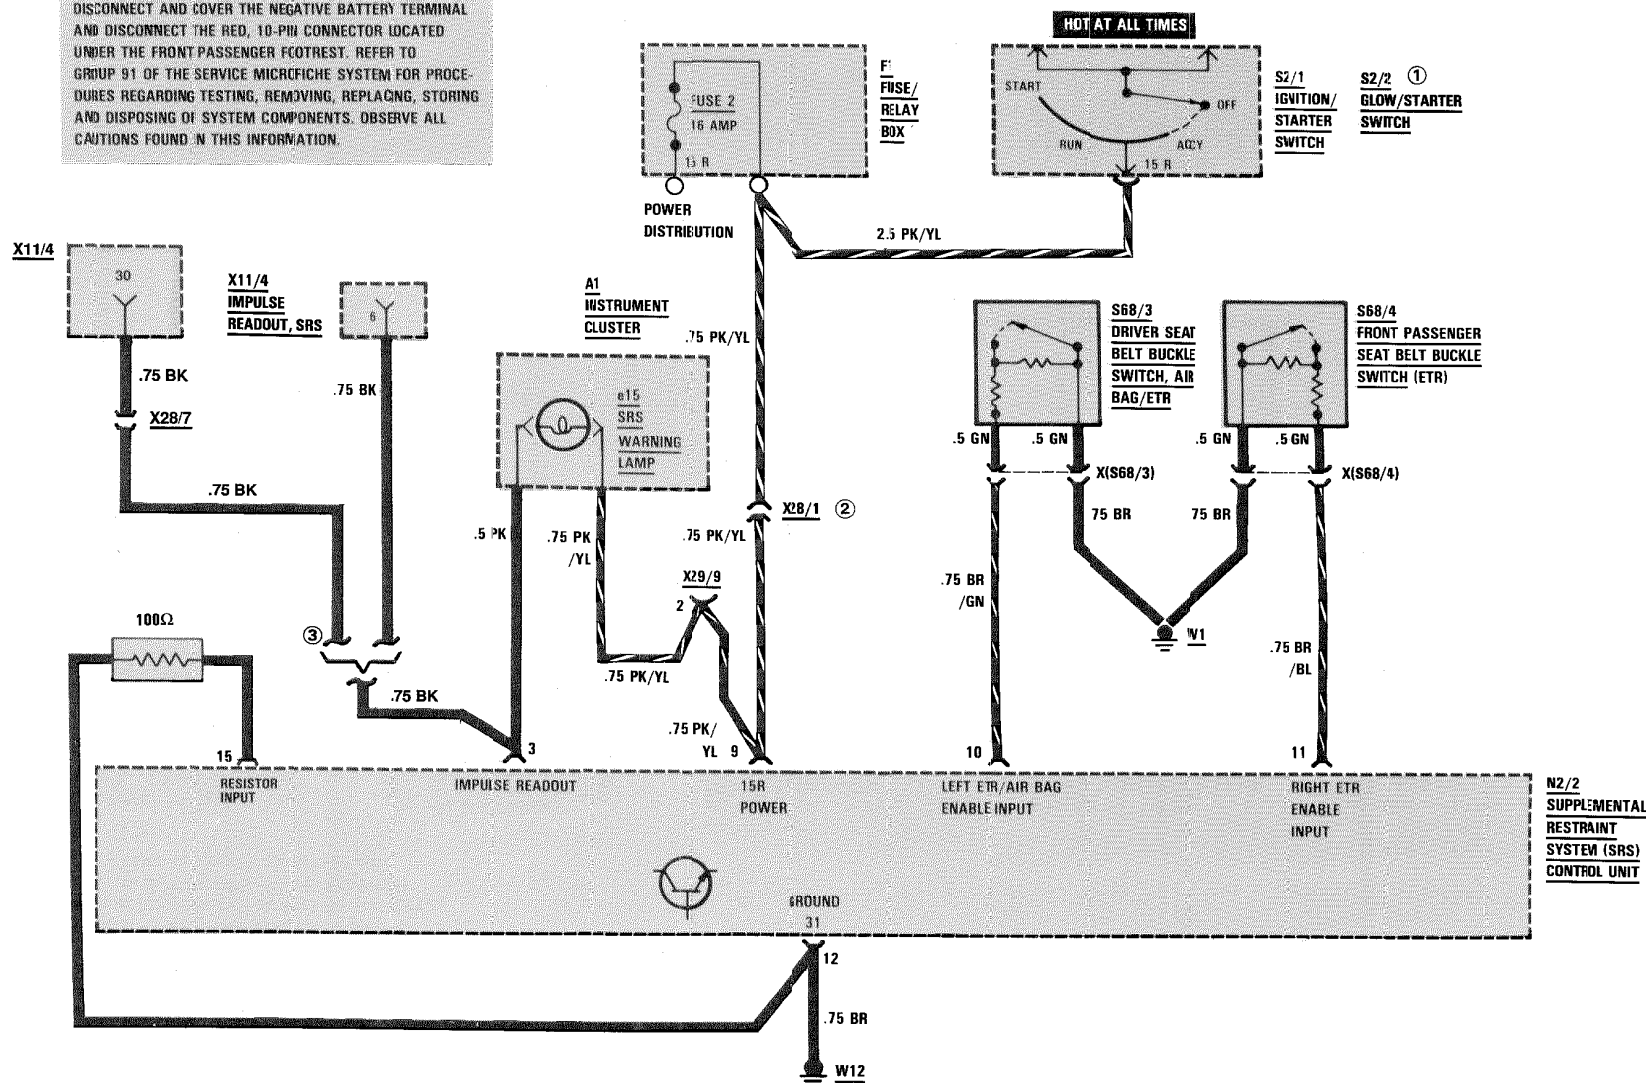 DISCONNECT AND COVER THE NEGATIVE BATTERY TERMINAL
AND DISCONNECT THE RED, 10-PIN CONNECTOR LOCATED
UNDER THE FRONT PASSENGER FOOTREST. REFER TO
GROUP 91 OF THE SERVICE MICROFICHE SYSTEM FOR PROCE-
DURES REGARDING TESTING, REMOVING, REPLACING, STORING
AND DISPOSING OF SYSTEM COMPONENTS. OBSERVE ALL
CAUTIONS FOUND IN THIS INFORMATION.
HOT AT ALL TIMES
FUSE 2
16 AMP
15 R
F1
FUSE/
RELAY
BOX
START
OFF
RUN
ACCY
15 R
S2/1
IGNITION/
STARTER
SWITCH
S2/2 ①
GLOW/STARTER
SWITCH
POWER
DISTRIBUTION
2.5 PK/YL
X11/4
30
X11/4
IMPULSE
READOUT, SRS
6
A1
INSTRUMENT
CLUSTER
.75 PK/YL
S68/3
DRIVER SEAT
BELT BUCKLE
SWITCH, AIR
BAG/ETR
S68/4
FRONT PASSENGER
SEAT BELT BUCKLE
SWITCH (ETR)
.75 BK
.75 BK
X28/7
e15
SRS
WARNING
LAMP
.5 GN
.5 GN
.5 GN
.5 GN
X(S68/3)
X(S68/4)
.75 BK
.5 PK
.75 PK
/YL
.75 PK/YL
X28/1 ②
75 BR
75 BR
X29/9
2
.75 BR
/GN
100Ω
③
W1
.75 BR
/BL
.75 PK/YL
.75 BK
.75 PK/
YL
15
3
9
10
11
RESISTOR
INPUT
IMPULSE READOUT
15R
POWER
LEFT ETR/AIR BAG
ENABLE INPUT
RIGHT ETR
ENABLE
INPUT
N2/2
SUPPLEMENTAL
RESTRAINT
SYSTEM (SRS)
CONTROL UNIT
GROUND
31
12
.75 BR
W12